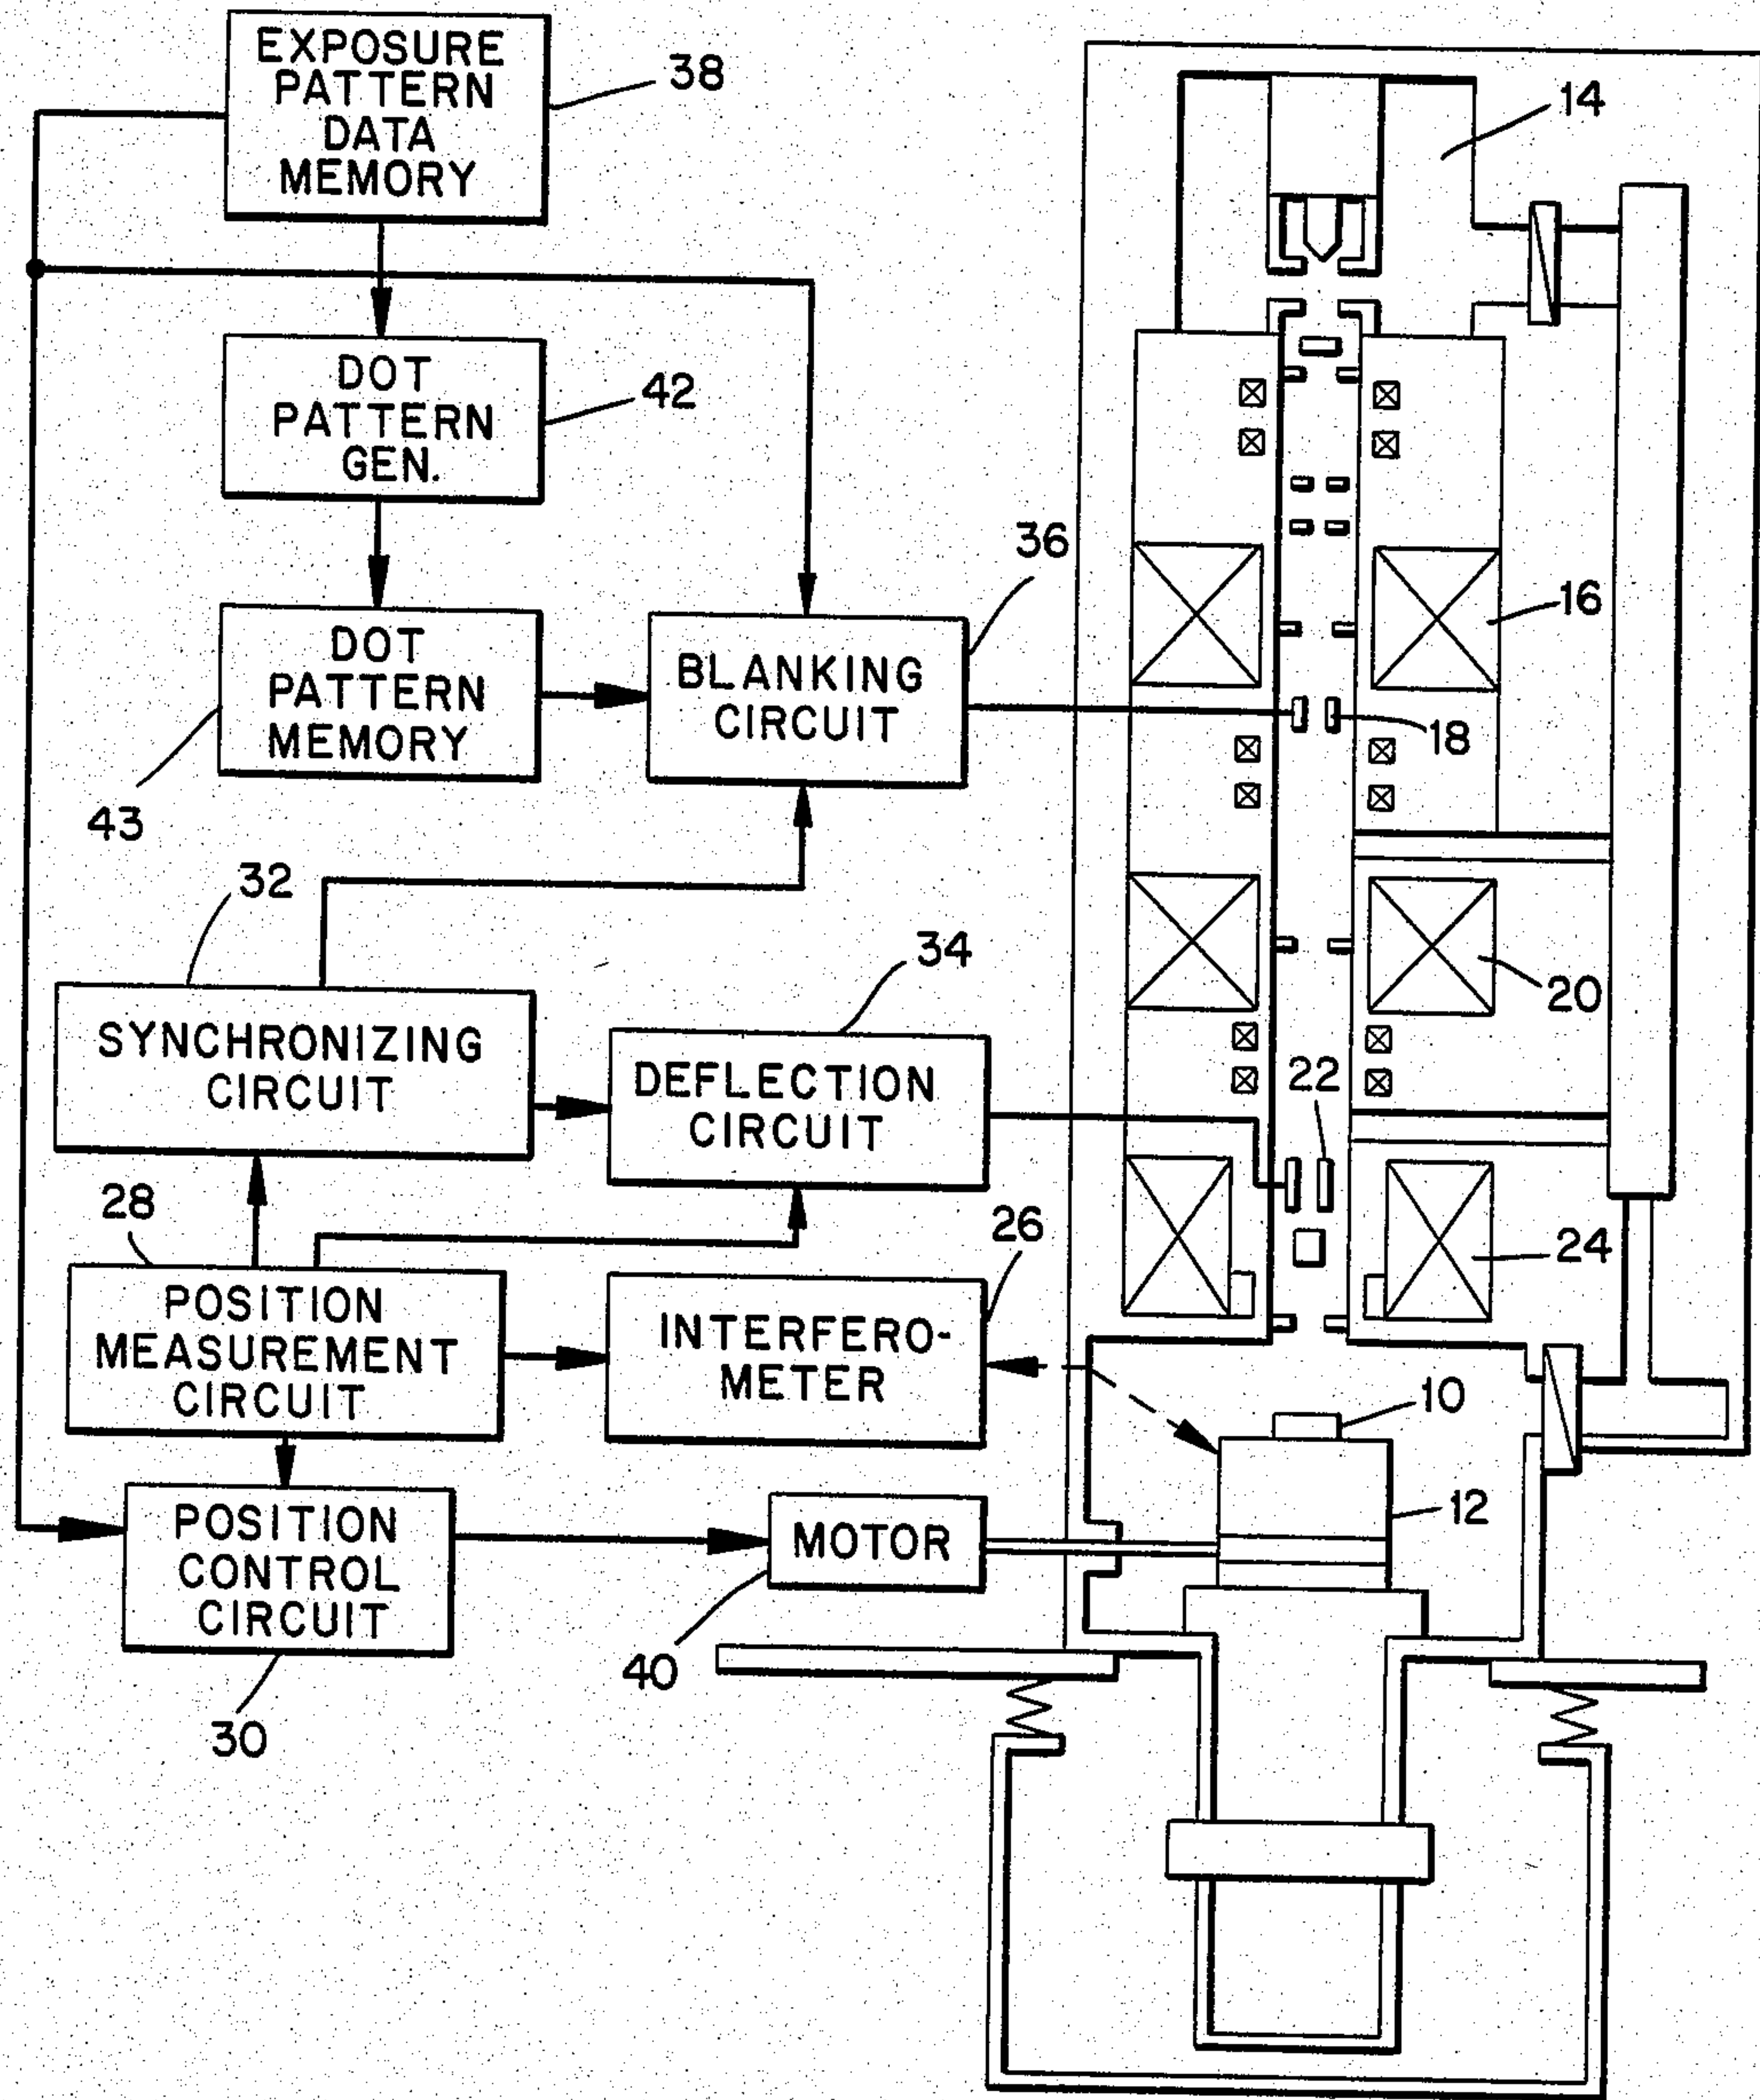 EXPOSURE
PATTERN
DATA
MEMORY
38
14
DOT
PATTERN
GEN.
42
36
16
DOT
PATTERN
MEMORY
BLANKING
CIRCUIT
18
43
32
34
20
SYNCHRONIZING
CIRCUIT
DEFLECTION
CIRCUIT
22
28
26
24
POSITION
MEASUREMENT
CIRCUIT
INTERFERO-
METER
10
12
POSITION
CONTROL
CIRCUIT
MOTOR
40
30